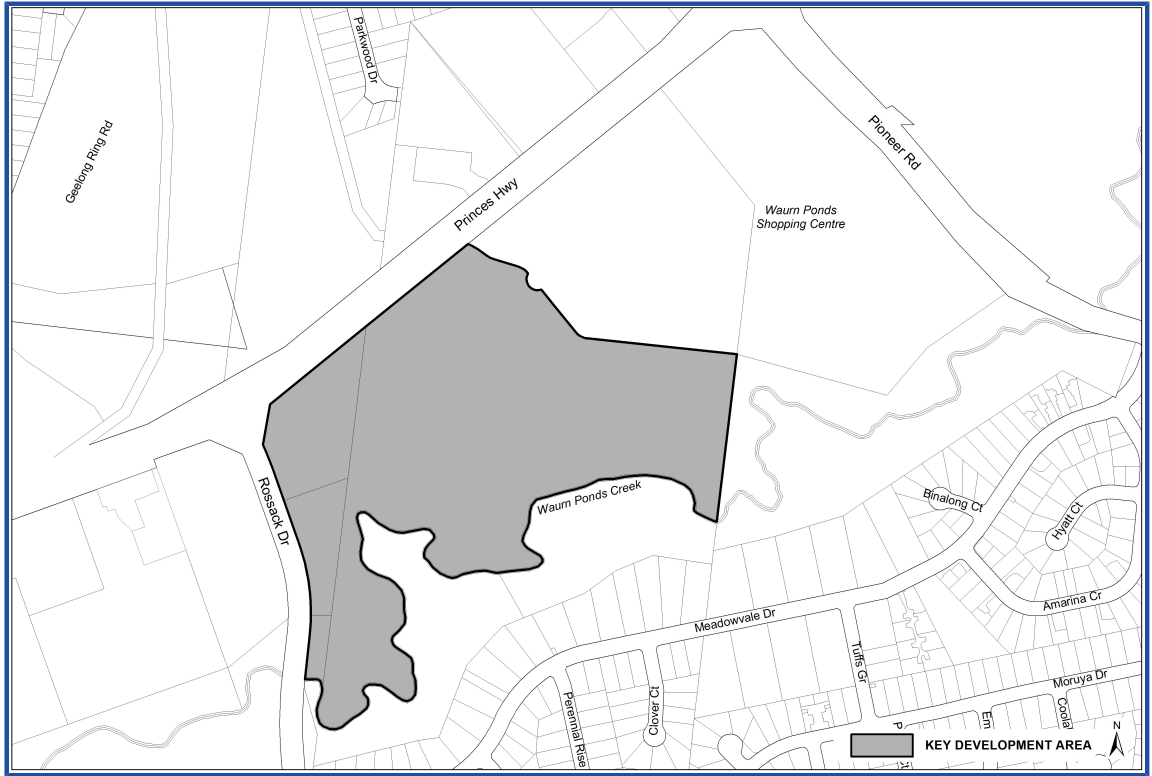 Parkwood Dr
Geelong Ring Rd
Pioneer Rd
Princes Hwy
Waurn Ponds
Shopping Centre
Rossack Dr
Waurn Ponds Creek
Binalong Ct
Hyatt Ct
Amarina Cr
Meadowvale Dr
Tuffs Gr
Moruya Dr
Perennial Rise
Clover Ct
P
Ct
Em
Coola
N
KEY DEVELOPMENT AREA